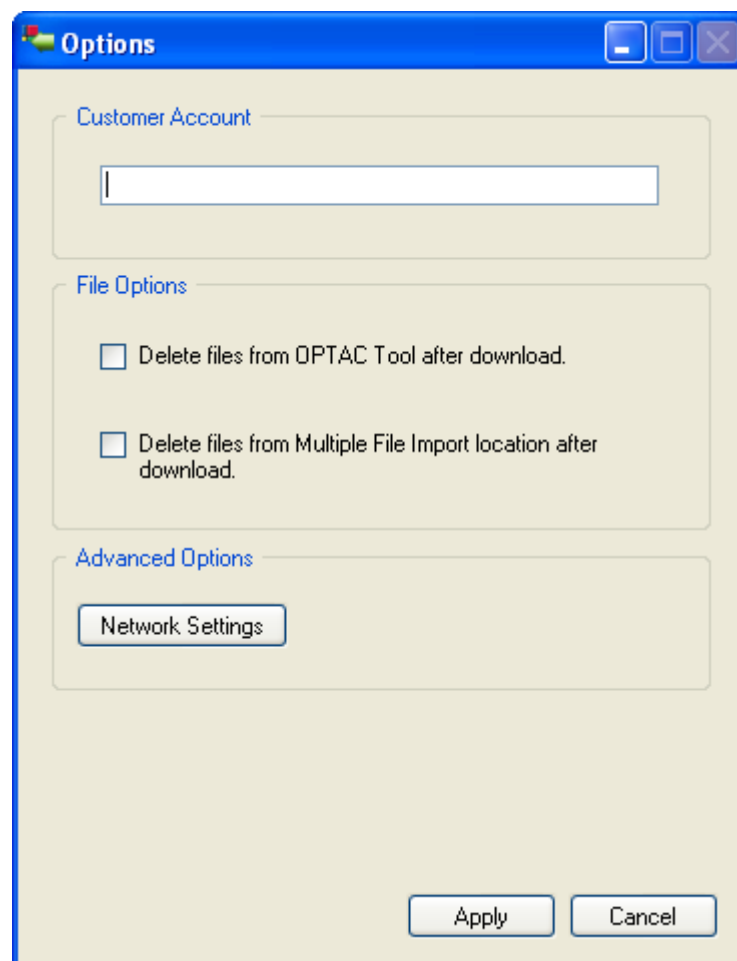 Options
Customer Account
File Options
Delete files from OPTAC Tool after download.
Delete files from Multiple File Import location after
download.
Advanced Options
Network Settings
Apply
Cancel